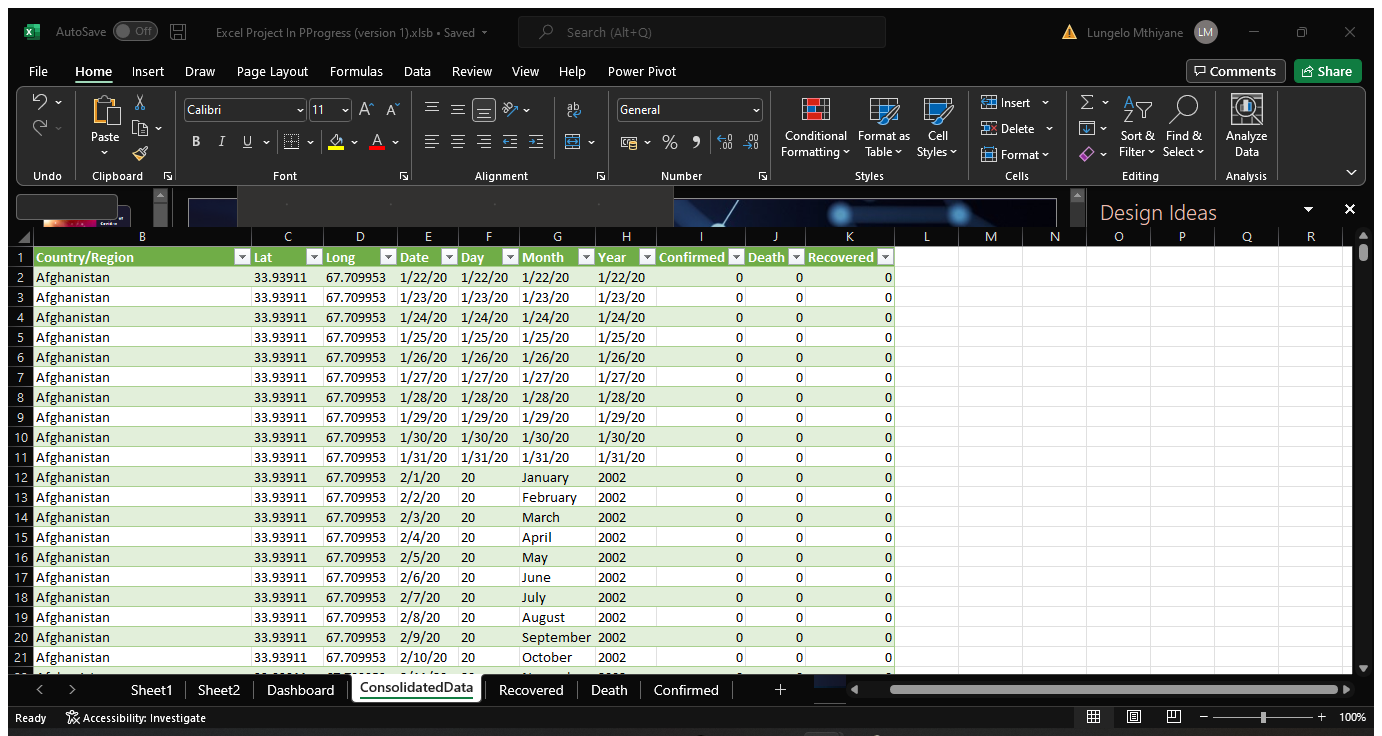 AutoSave Off Excel Project In PProgress (version 1).xlsb • Saved Search (Alt+Q) Lungelo Mthiyane LM
File Home Insert Draw Page Layout Formulas Data Review View Help Power Pivot Comments Share
Calibri 11 General Insert
Paste B I U Conditional Formatting Format as Table Cell Styles Delete Sort & Filter Find & Select Analyze Data
Format
Undo Clipboard Font Alignment Number Styles Cells Editing Analysis
Design Ideas
B C D E F G H I J K L M N O P Q R
1 Country/Region Lat Long Date Day Month Year Confirmed Death Recovered
2 Afghanistan 33.93911 67.709953 1/22/20 1/22/20 1/22/20 1/22/20 0 0 0
3 Afghanistan 33.93911 67.709953 1/23/20 1/23/20 1/23/20 1/23/20 0 0 0
4 Afghanistan 33.93911 67.709953 1/24/20 1/24/20 1/24/20 1/24/20 0 0 0
5 Afghanistan 33.93911 67.709953 1/25/20 1/25/20 1/25/20 1/25/20 0 0 0
6 Afghanistan 33.93911 67.709953 1/26/20 1/26/20 1/26/20 1/26/20 0 0 0
7 Afghanistan 33.93911 67.709953 1/27/20 1/27/20 1/27/20 1/27/20 0 0 0
8 Afghanistan 33.93911 67.709953 1/28/20 1/28/20 1/28/20 1/28/20 0 0 0
9 Afghanistan 33.93911 67.709953 1/29/20 1/29/20 1/29/20 1/29/20 0 0 0
10 Afghanistan 33.93911 67.709953 1/30/20 1/30/20 1/30/20 1/30/20 0 0 0
11 Afghanistan 33.93911 67.709953 1/31/20 1/31/20 1/31/20 1/31/20 0 0 0
12 Afghanistan 33.93911 67.709953 2/1/20 20 January 2002 0 0 0
13 Afghanistan 33.93911 67.709953 2/2/20 20 February 2002 0 0 0
14 Afghanistan 33.93911 67.709953 2/3/20 20 March 2002 0 0 0
15 Afghanistan 33.93911 67.709953 2/4/20 20 April 2002 0 0 0
16 Afghanistan 33.93911 67.709953 2/5/20 20 May 2002 0 0 0
17 Afghanistan 33.93911 67.709953 2/6/20 20 June 2002 0 0 0
18 Afghanistan 33.93911 67.709953 2/7/20 20 July 2002 0 0 0
19 Afghanistan 33.93911 67.709953 2/8/20 20 August 2002 0 0 0
20 Afghanistan 33.93911 67.709953 2/9/20 20 September 2002 0 0 0
21 Afghanistan 33.93911 67.709953 2/10/20 20 October 2002 0 0 0
Sheet1 Sheet2 Dashboard ConsolidatedData Recovered Death Confirmed
Ready Accessibility: Investigate 100%